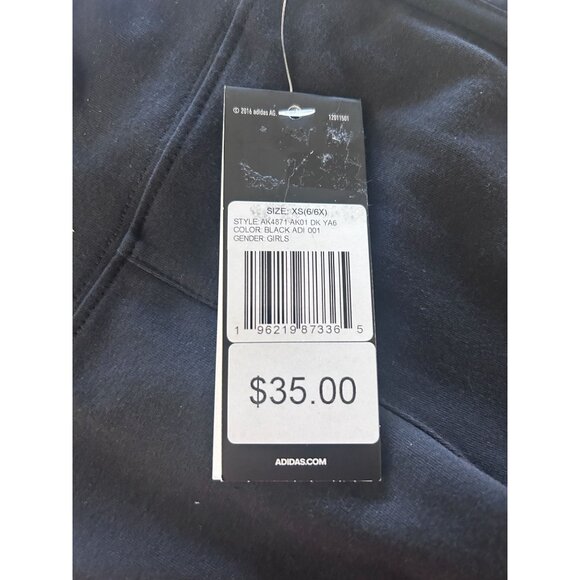 © 2016 adidas AG. 12011501
SIZE: XS(6/6X)
STYLE: AK4871 AK01 DK YA6
COLOR: BLACK ADI 001
GENDER: GIRLS
1 96219 87336 5
$35.00
ADIDAS.COM